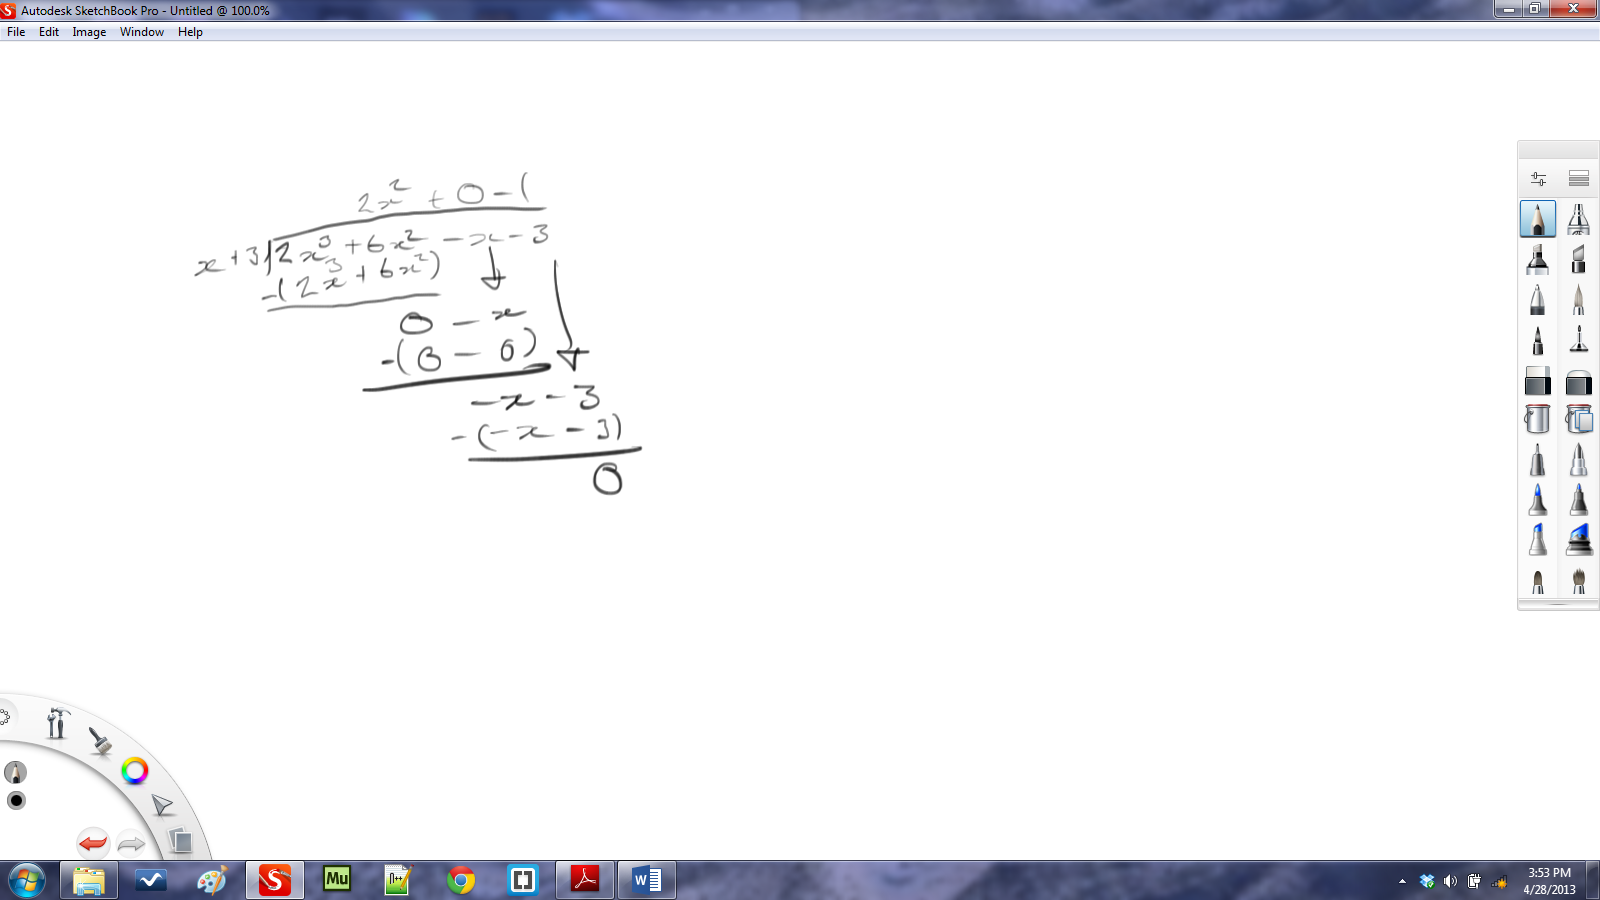 Autodesk SketchBook Pro - Untitled @ 100.0%
File Edit Image Window Help
2x² + 0 - 1
x+3)2x³ + 6x² - x - 3
-(2x³ + 6x²)
0 - x
-(0 - 0)
-x - 3
-(-x - 3)
0
Mu
n++
W
3:53 PM
4/28/2013